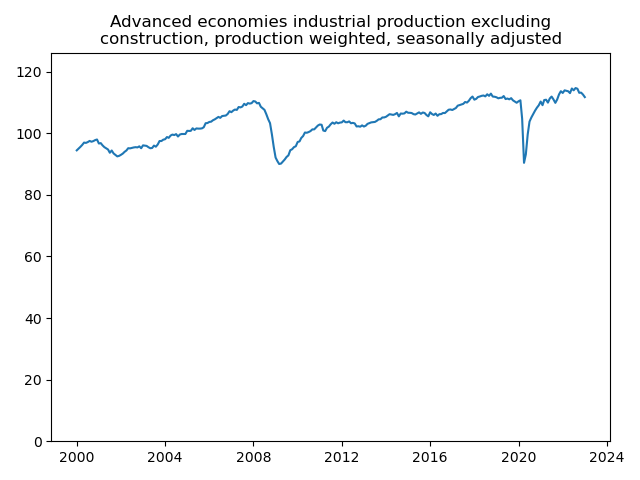 Advanced economies industrial production excluding
construction, production weighted, seasonally adjusted
120
100
80
60
40
20
0
2000 2004 2008 2012 2016 2020 2024